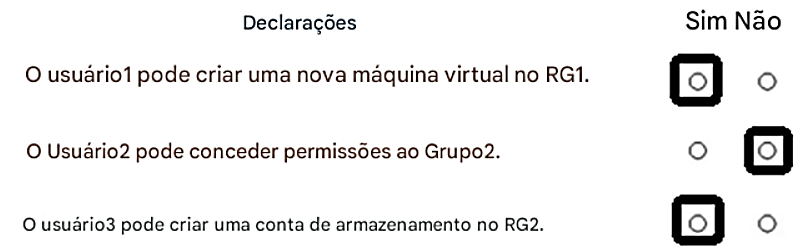 Declarações Sim Não
O usuário1 pode criar uma nova máquina virtual no RG1.
O Usuário2 pode conceder permissões ao Grupo2.
O usuário3 pode criar uma conta de armazenamento no RG2.